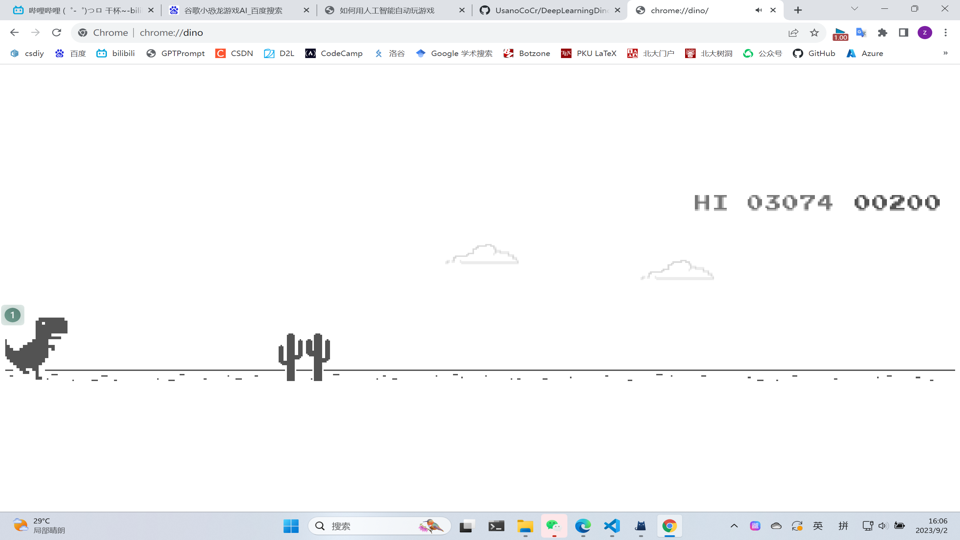 哔哩哔哩 (゜-゜)つロ 干杯~-bili
谷歌小恐龙游戏AI_百度搜索
如何用人工智能自动玩游戏
UsanoCoCr/DeepLearningDin
chrome://dino/
Chrome | chrome://dino
1.00
z
csdiy
百度
bilibili
GPTPrompt
CSDN
D2L
CodeCamp
洛谷
Google 学术搜索
Botzone
PKU LaTeX
北大门户
北大树洞
公众号
GitHub
Azure
»
HI 03074 00200
1
29°C
局部晴朗
搜索
英
拼
16:06
2023/9/2